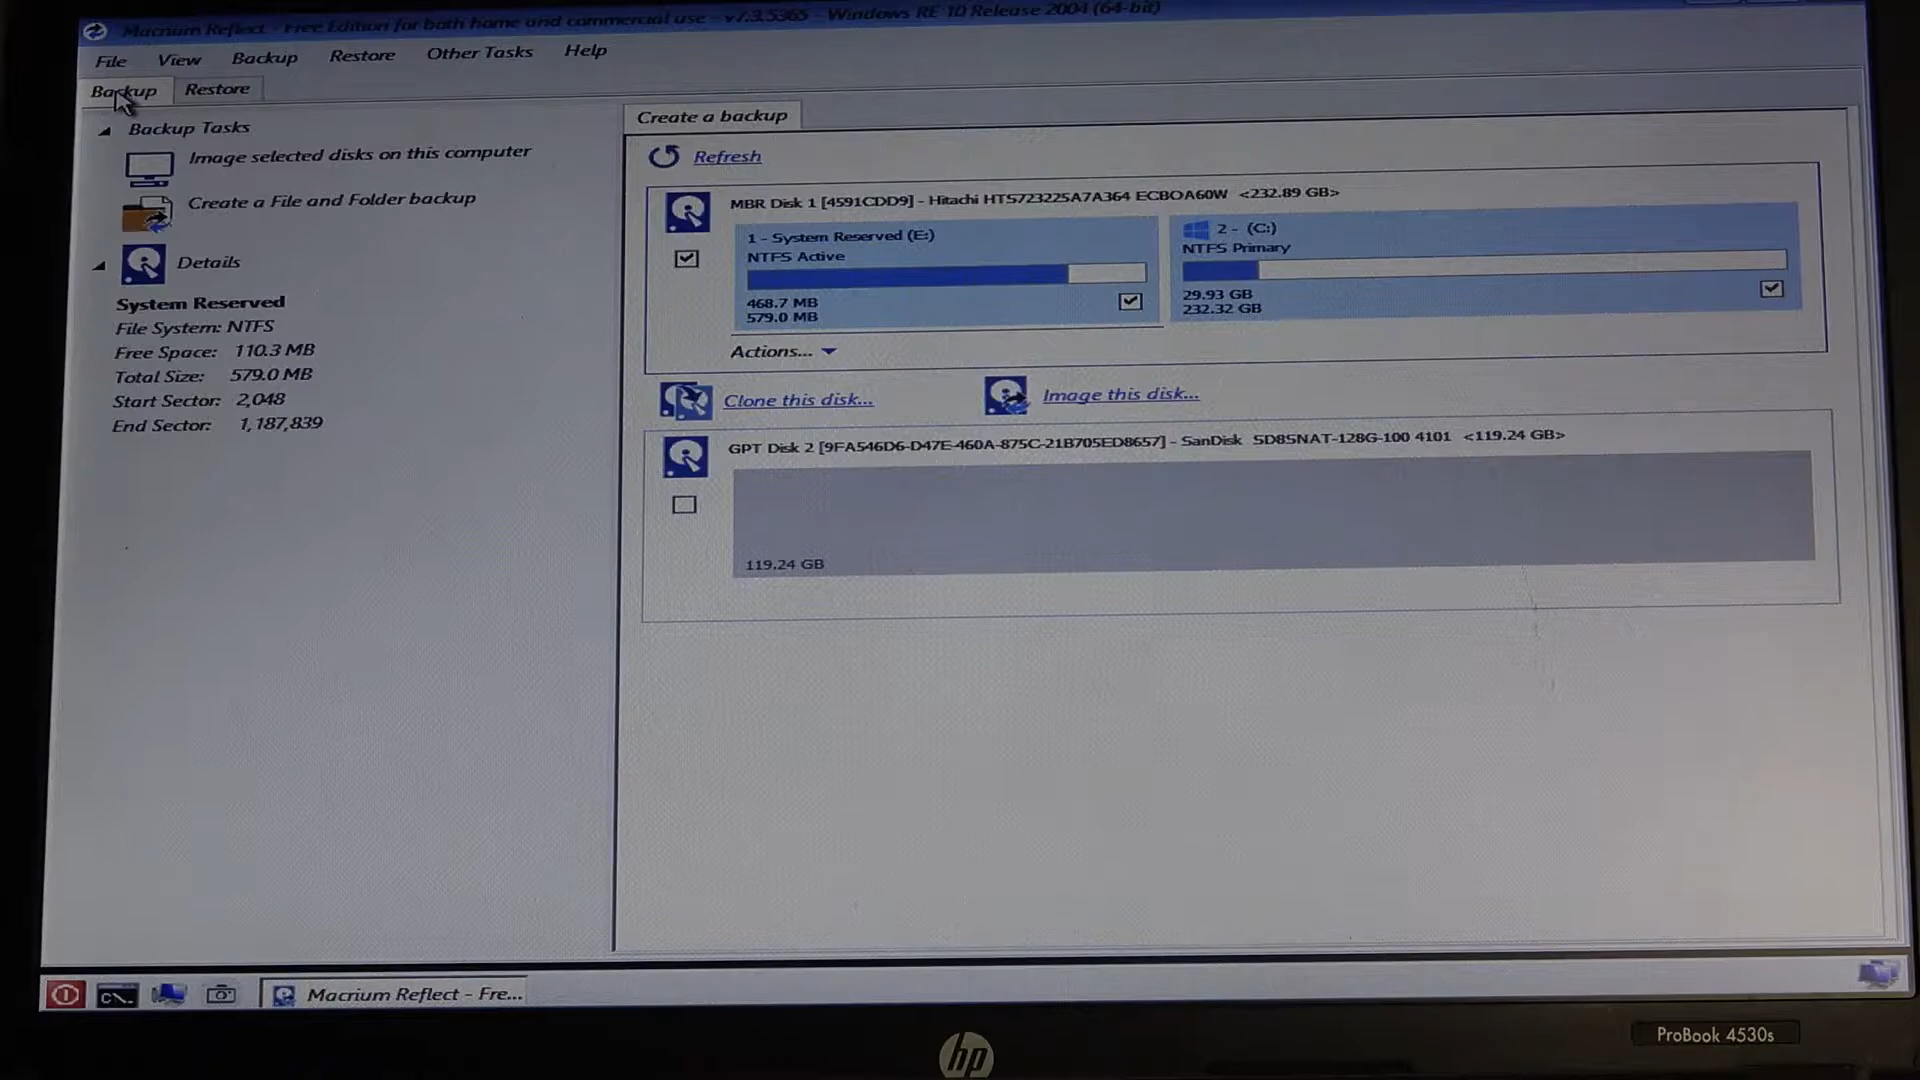 Macrium Reflect - Free Edition for both home and commercial use - v7.3.5365 - Windows RE 10 Release 2004 (64-bit)
File View Backup Restore Other Tasks Help
Backup Restore
Backup Tasks
Image selected disks on this computer
Create a File and Folder backup
Details
System Reserved
File System: NTFS
Free Space: 110.3 MB
Total Size: 579.0 MB
Start Sector: 2,048
End Sector: 1,187,839
Create a backup
Refresh
MBR Disk 1 [4591CDD9] - Hitachi HTS723225A7A364 ECBOA60W <232.89 GB>
1 - System Reserved (E:)
NTFS Active
468.7 MB
579.0 MB
2 - (C:)
NTFS Primary
29.93 GB
232.32 GB
Actions...
Clone this disk... Image this disk...
GPT Disk 2 [9FA546D6-D47E-460A-875C-21B705ED8657] - SanDisk SD8SNAT-128G-100 4101 <119.24 GB>
119.24 GB
C:\.
Macrium Reflect - Fre...
hp
ProBook 4530s